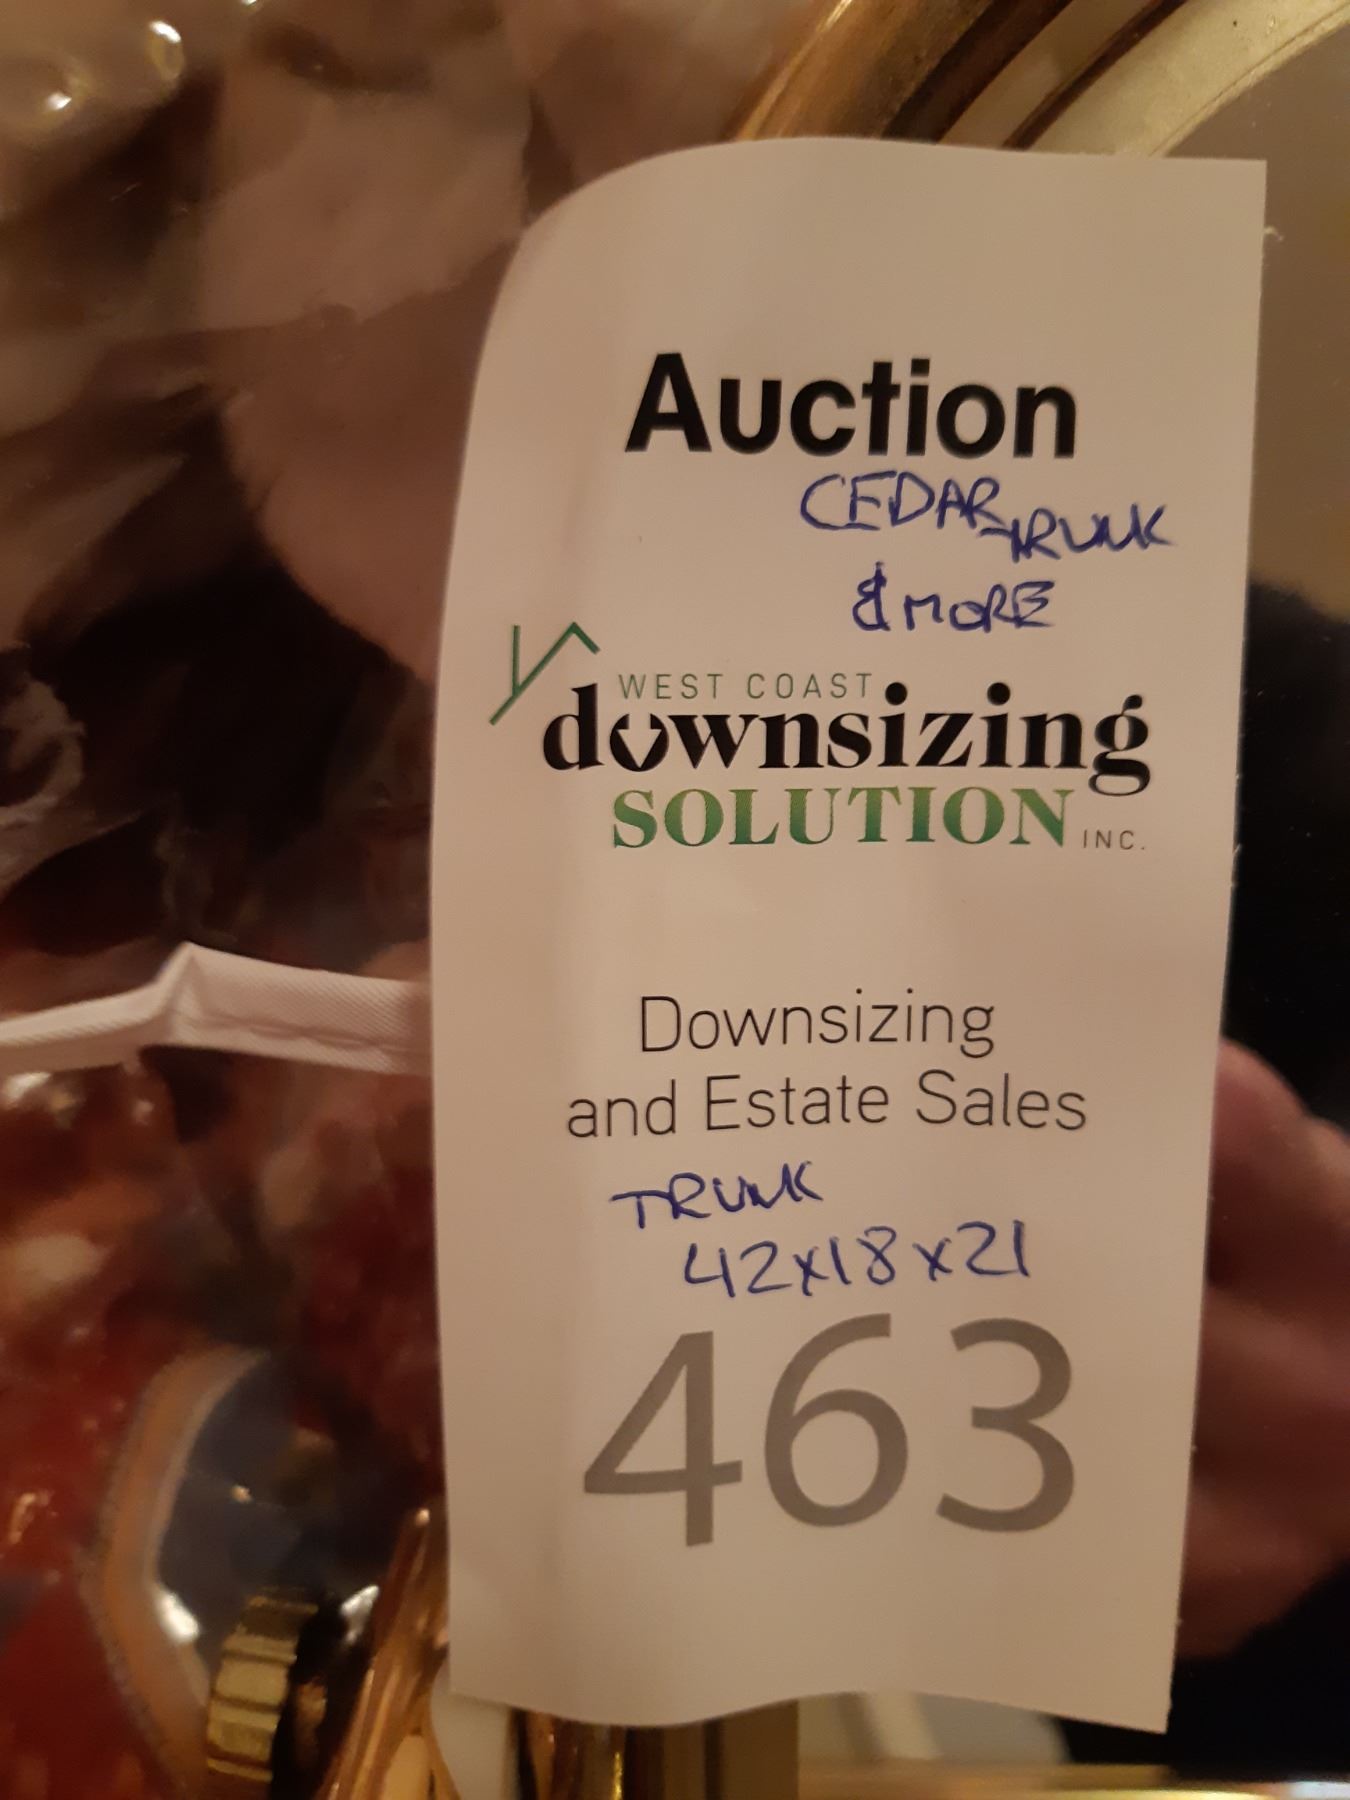 Auction
CEDAR TRUNK
& MORE
WEST COAST
downsizing
SOLUTION INC.
Downsizing
and Estate Sales
TRUNK
42x18x21
463